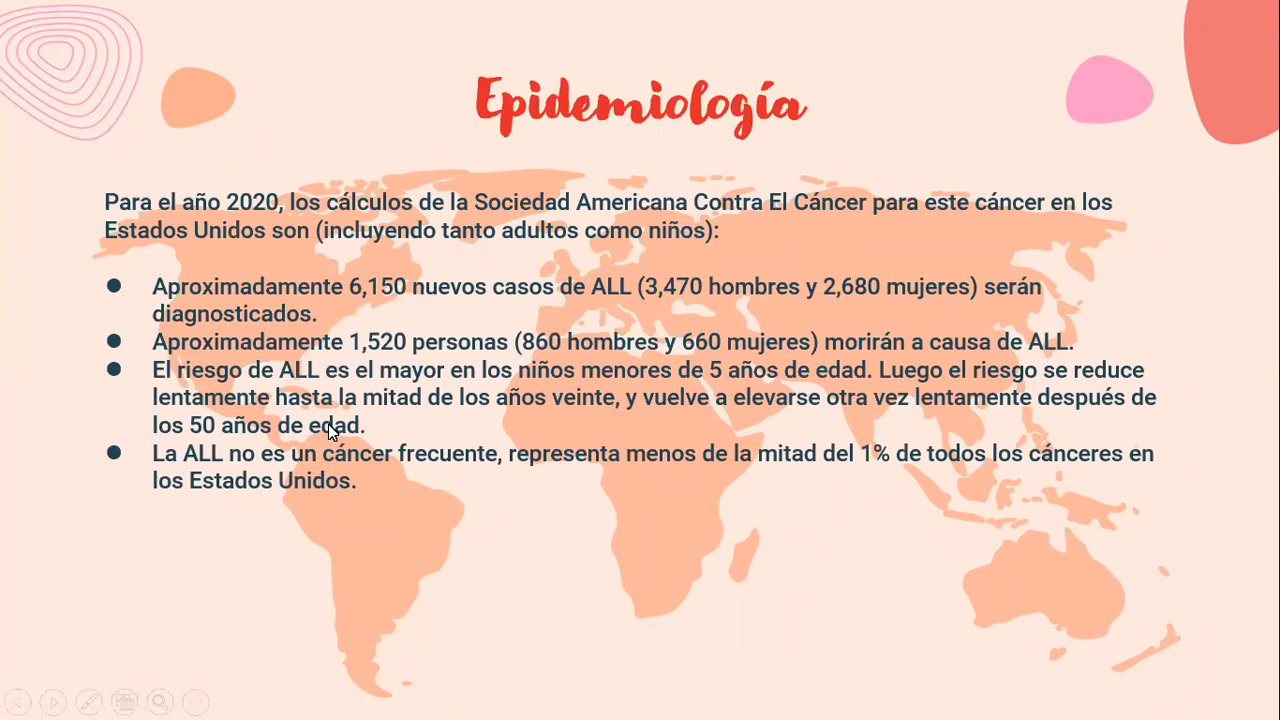 Epidemiología
Para el año 2020, los cálculos de la Sociedad Americana Contra El Cáncer para este cáncer en los
Estados Unidos son (incluyendo tanto adultos como niños):
● Aproximadamente 6,150 nuevos casos de ALL (3,470 hombres y 2,680 mujeres) serán
diagnosticados.
● Aproximadamente 1,520 personas (860 hombres y 660 mujeres) morirán a causa de ALL.
● El riesgo de ALL es el mayor en los niños menores de 5 años de edad. Luego el riesgo se reduce
lentamente hasta la mitad de los años veinte, y vuelve a elevarse otra vez lentamente después de
los 50 años de edad.
● La ALL no es un cáncer frecuente, representa menos de la mitad del 1% de todos los cánceres en
los Estados Unidos.